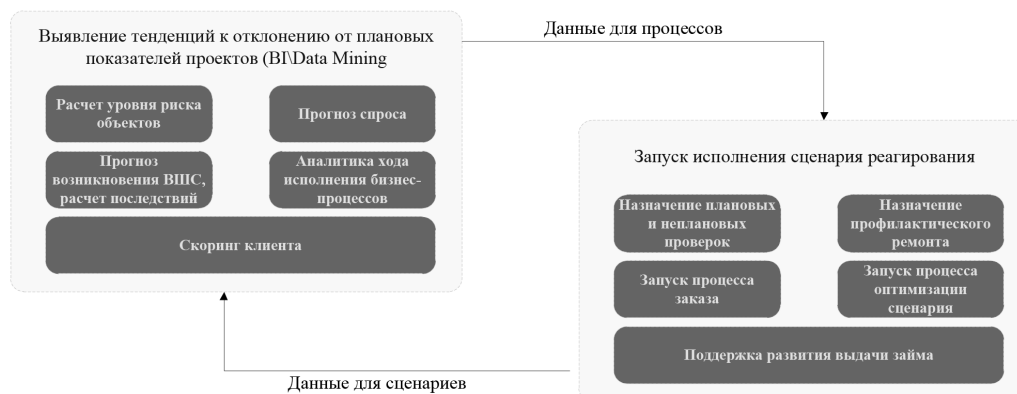 Выявление тенденций к отклонению от плановых
показателей проектов (BI\Data Mining
Расчет уровня риска
объектов
Прогноз спроса
Прогноз
возникновения ВШС,
расчет последствий
Аналитика хода
исполнения бизнес-
процессов
Скоринг клиента
Данные для процессов
Запуск исполнения сценария реагирования
Назначение плановых
и неплановых
проверок
Назначение
профилактического
ремонта
Запуск процесса
заказа
Запуск процесса
оптимизации
сценария
Поддержка развития выдачи займа
Данные для сценариев